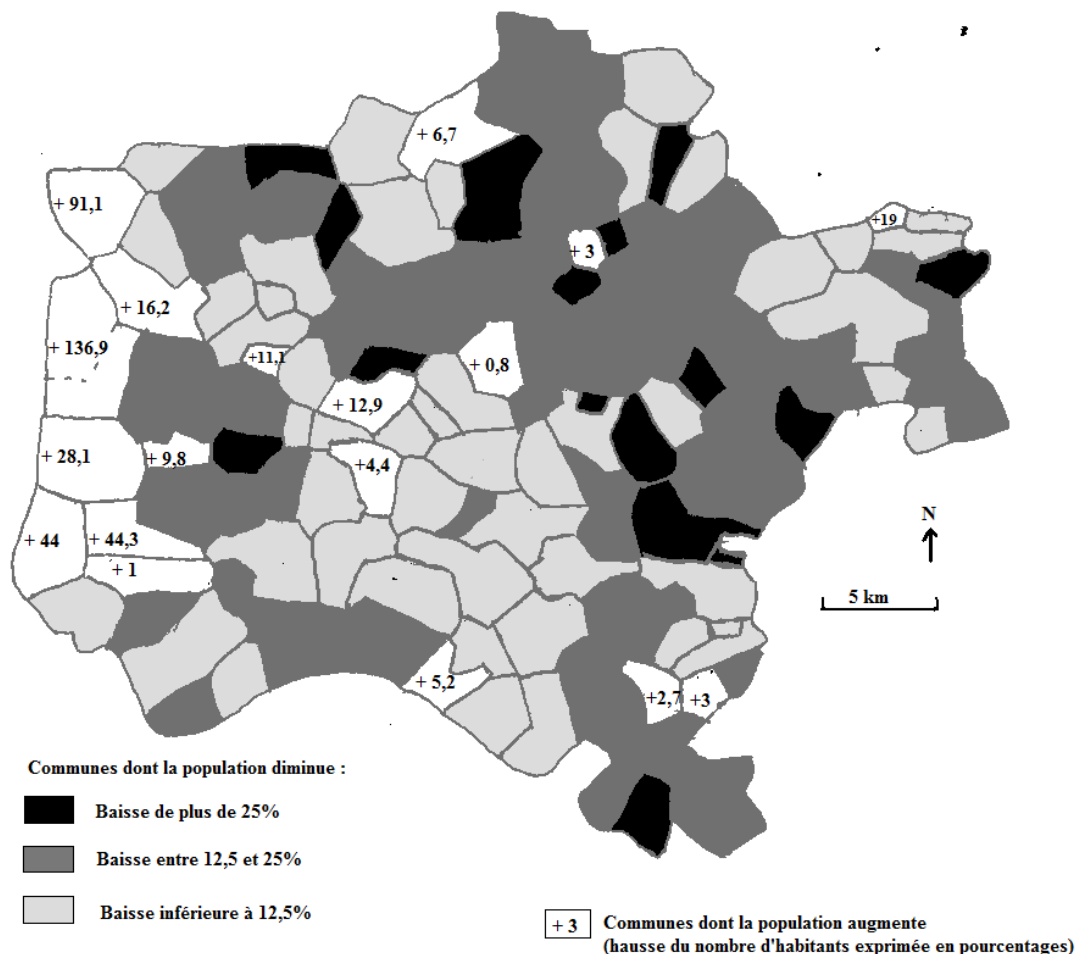 + 6,7
+ 91,1
+19
+ 3
+ 16,2
+ 136,9
+11,1
+ 0,8
+ 12,9
+ 28,1
+ 9,8
+4,4
N
+ 44
+ 44,3
+ 1
5 km
+ 5,2
+2,7
+3
Communes dont la population diminue :
Baisse de plus de 25%
Baisse entre 12,5 et 25%
Baisse inférieure à 12,5%
+ 3
Communes dont la population augmente
(hausse du nombre d'habitants exprimée en pourcentages)